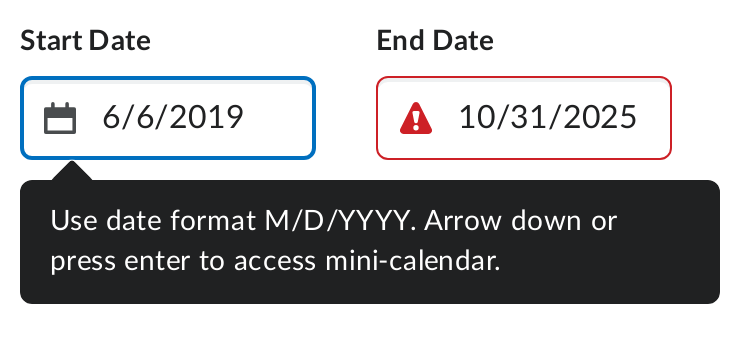 Start Date
End Date
6/6/2019
10/31/2025
Use date format M/D/YYYY. Arrow down or
press enter to access mini-calendar.